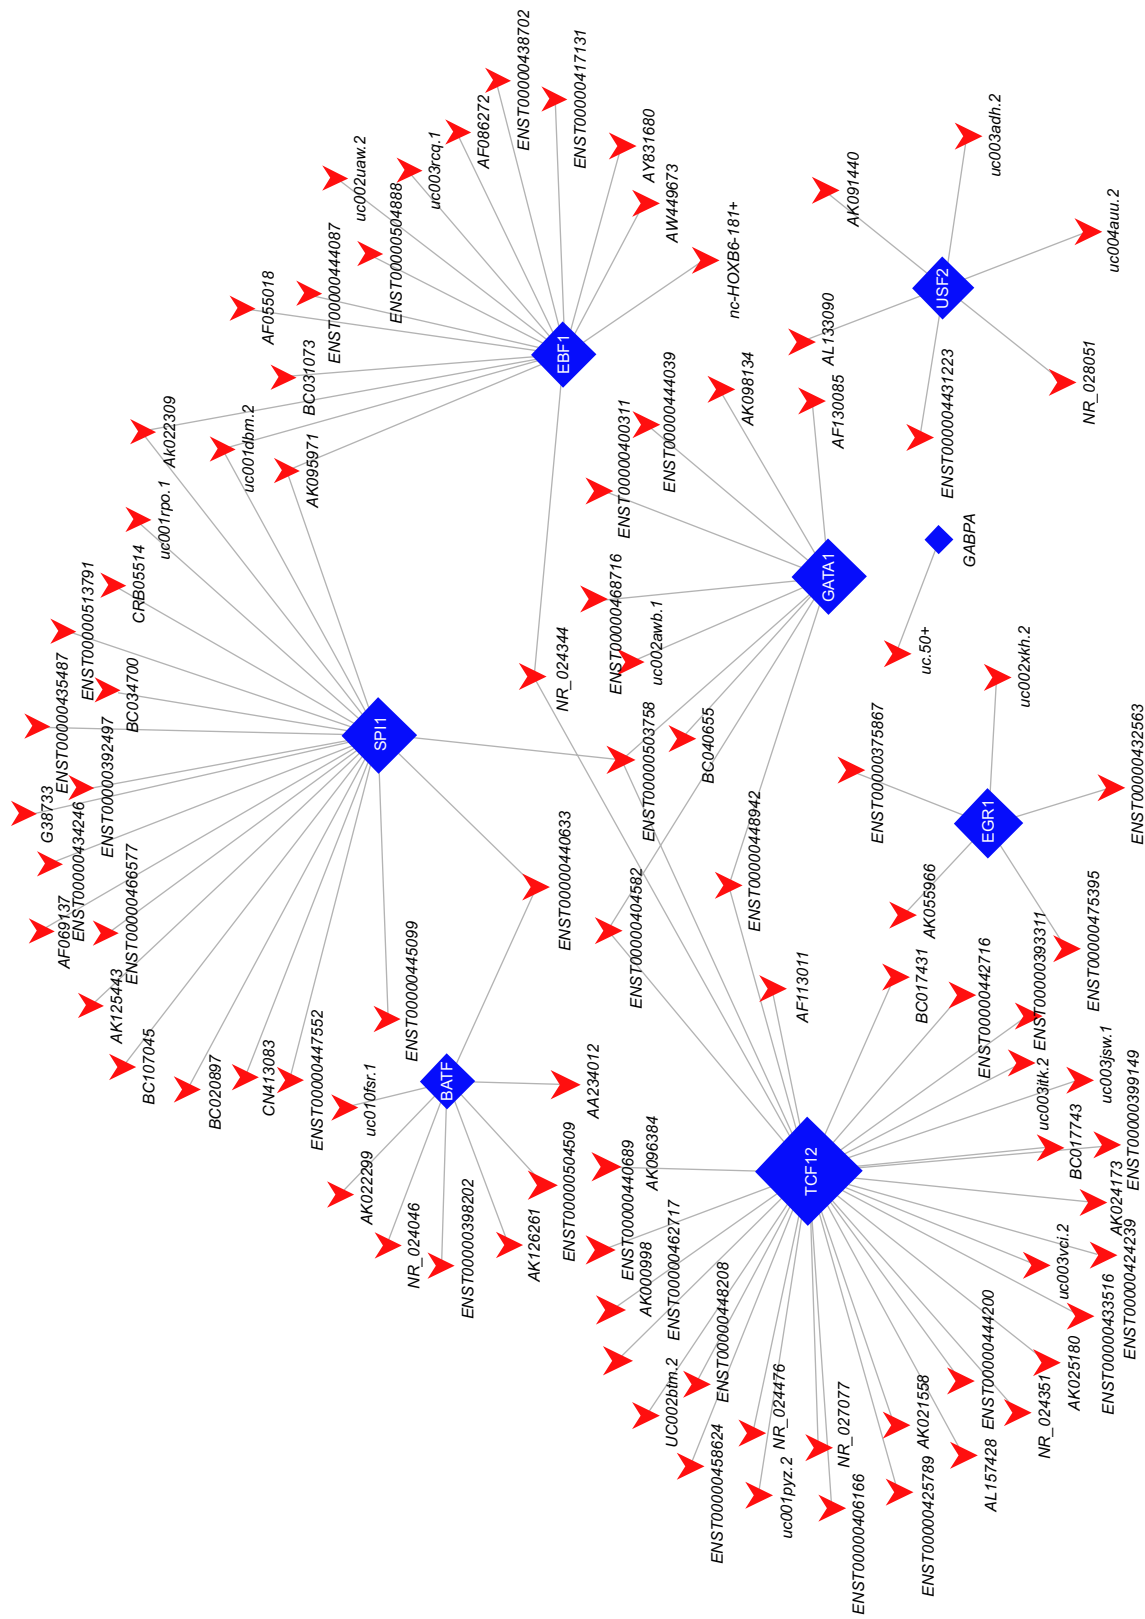 ENST00000438702
ENST00000417131
AF086272
uc003rcq.1
uc002uaw.2
ENST00000504888
ENST00000444087
AF055018
BC031073
AY831680
AW449673
nc-HOXB6-181+
EBF1
AK091440
uc003adh.2
uc004auu.2
USF2
AL133090
NR_028051
ENST00004431223
Ak022309
uc001dbm.2
AK095971
uc001rpo.1
CRB05514
ENST00000513791
BC034700
ENST00000435487
ENST00000392497
G38733
ENST00000434246
AF069137
ENST00000466577
AK125443
BC107045
BC020897
CN413083
ENST00000447552
SPI1
ENST00000445099
ENST00000440633
ENST00000444039
ENST00000400311
AK098134
AF130085
GATA1
ENST00000468716
uc002awb.1
NR_024344
BC040655
ENST00000503758
ENST00000448942
ENST00000404582
GABPA
uc.50+
uc002xkh.2
ENST00000375867
ENST00000432563
EGR1
AK055966
ENST00000475395
BATF
uc010fsr.1
AA234012
AK022299
NR_024046
ENST00000398202
AK126261
ENST00000504509
AF113011
BC017431
ENST00000442716
ENST00000393311
uc003itk.2
uc003jsw.1
BC017743
ENST00000399149
AK024173
ENST00000424239
uc003vci.2
ENST00000433516
AK025180
NR_024351
ENST00000444200
AL157428
AK021558
ENST00000425789
NR_027077
ENST00000406166
NR_024476
uc001pyz.2
ENST00000448208
ENST00000458624
UC002btm.2
ENST00000462717
AK000998
ENST00000440689
AK096384
TCF12